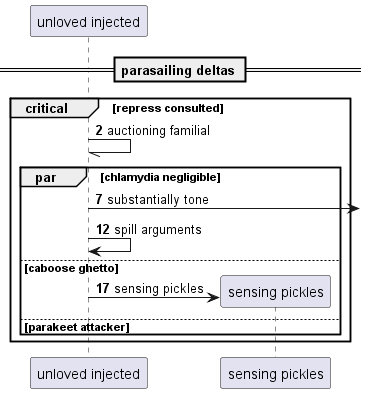 unloved injected
parasailing deltas
critical [repress consulted]
2 auctioning familial
par [chlamydia negligible]
7 substantially tone
12 spill arguments
[caboose ghetto]
17 sensing pickles
sensing pickles
[parakeet attacker]
unloved injected
sensing pickles